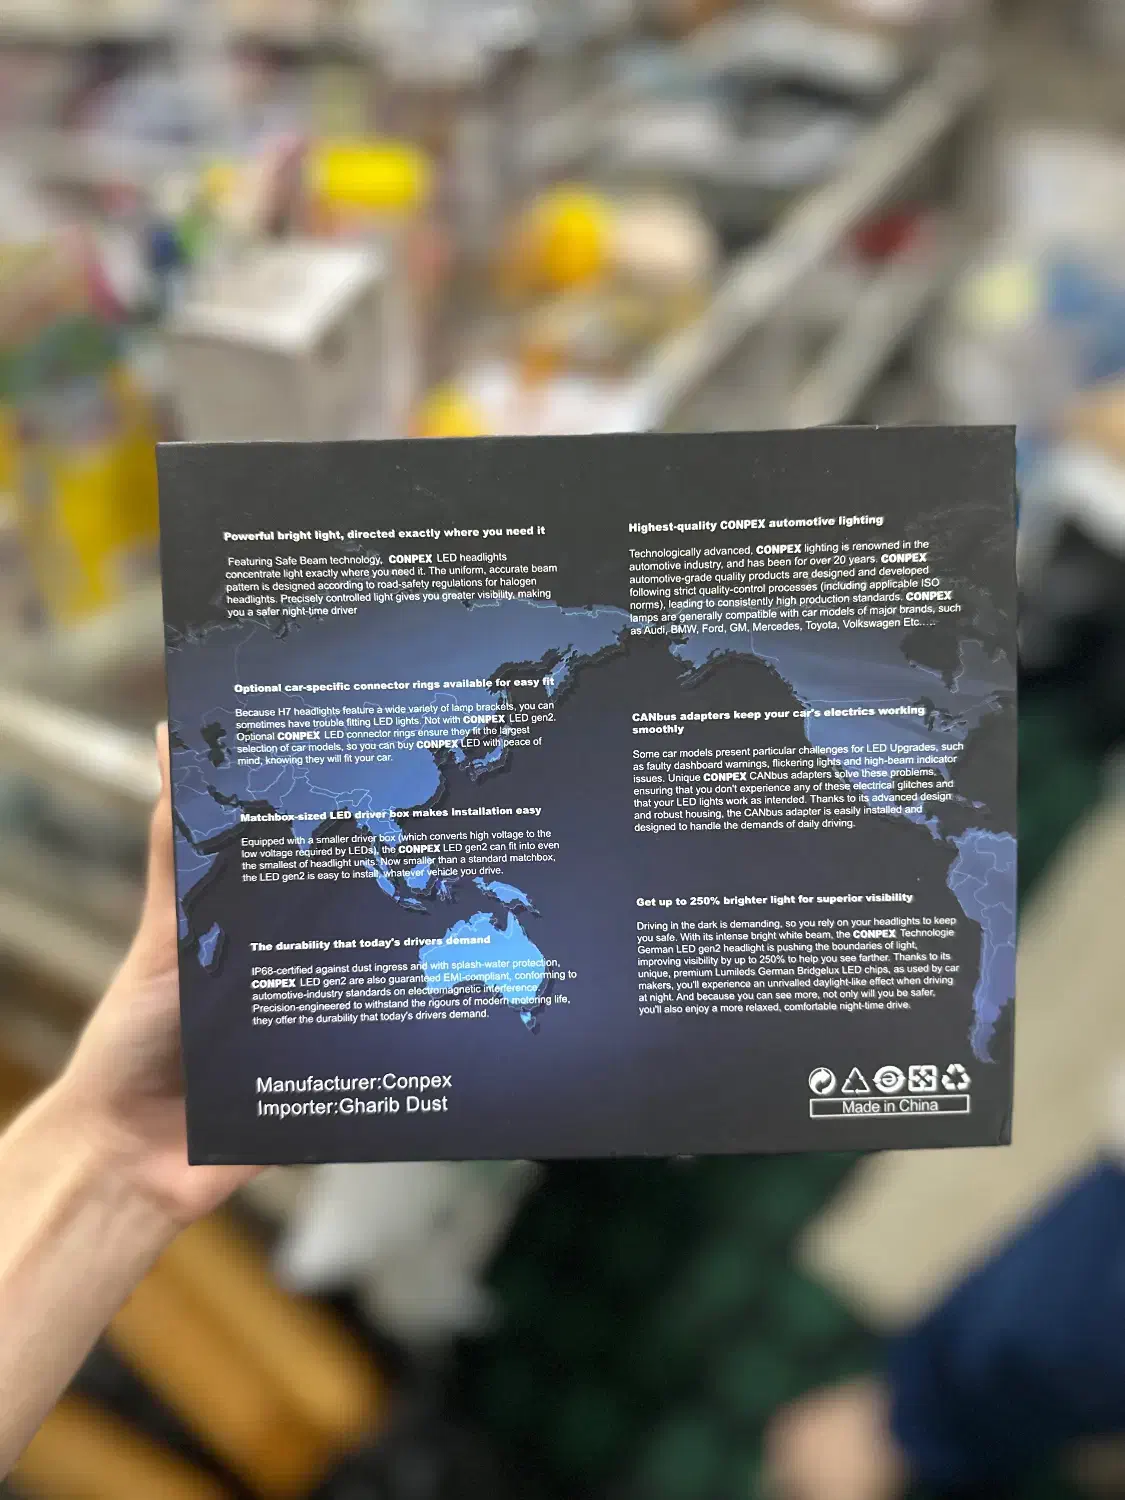 Powerful bright light, directed exactly where you need it
Featuring Safe Beam technology, CONPEX LED headlights
concentrate light exactly where you need it. The uniform, accurate beam
pattern is designed according to road-safety regulations for halogen
headlights. Precisely controlled light gives you greater visibility, making
you a safer night-time driver
Optional car-specific connector rings available for easy fit
Because H7 headlights feature a wide variety of lamp brackets, you can
sometimes have trouble fitting LED lights. Not with CONPEX LED gen2.
Optional CONPEX LED connector rings ensure they fit the largest
selection of car models, so you can buy CONPEX LED with peace of
mind, knowing they will fit your car.
Matchbox-sized LED driver box makes installation easy
Equipped with a smaller driver box (which converts high voltage to the
low voltage required by LEDs), the CONPEX LED gen2 can fit into even
the smallest of headlight units. Now smaller than a standard matchbox,
the LED gen2 is easy to install, whatever vehicle you drive.
The durability that today's drivers demand
IP68-certified against dust ingress and with splash-water protection,
CONPEX LED gen2 are also guaranteed EMI-compliant, conforming to
automotive-industry standards on electromagnetic interference.
Precision-engineered to withstand the rigours of modern motoring life,
they offer the durability that today's drivers demand.
Manufacturer:Conpex
Importer:Gharib Dust
Highest-quality CONPEX automotive lighting
Technologically advanced, CONPEX lighting is renowned in the
automotive industry, and has been for over 20 years. CONPEX
automotive-grade quality products are designed and developed
following strict quality-control processes (including applicable ISO
norms), leading to consistently high production standards. CONPEX
lamps are generally compatible with car models of major brands, such
as Audi, BMW, Ford, GM, Mercedes, Toyota, Volkswagen Etc.....
CANbus adapters keep your car's electrics working
smoothly
Some car models present particular challenges for LED Upgrades, such
as faulty dashboard warnings, flickering lights and high-beam indicator
issues. Unique CONPEX CANbus adapters solve these problems,
ensuring that you don't experience any of these electrical glitches and
that your LED lights work as intended. Thanks to its advanced design
and robust housing, the CANbus adapter is easily installed and
designed to handle the demands of daily driving.
Get up to 250% brighter light for superior visibility
Driving in the dark is demanding, so you rely on your headlights to keep
you safe. With its intense bright white beam, the CONPEX Technologie
German LED gen2 headlight is pushing the boundaries of light,
improving visibility by up to 250% to help you see farther. Thanks to its
unique, premium Lumileds German Bridgelux LED chips, as used by car
makers, you'll experience an unrivalled daylight-like effect when driving
at night. And because you can see more, not only will you be safer,
you'll also enjoy a more relaxed, comfortable night-time drive.
Made in China